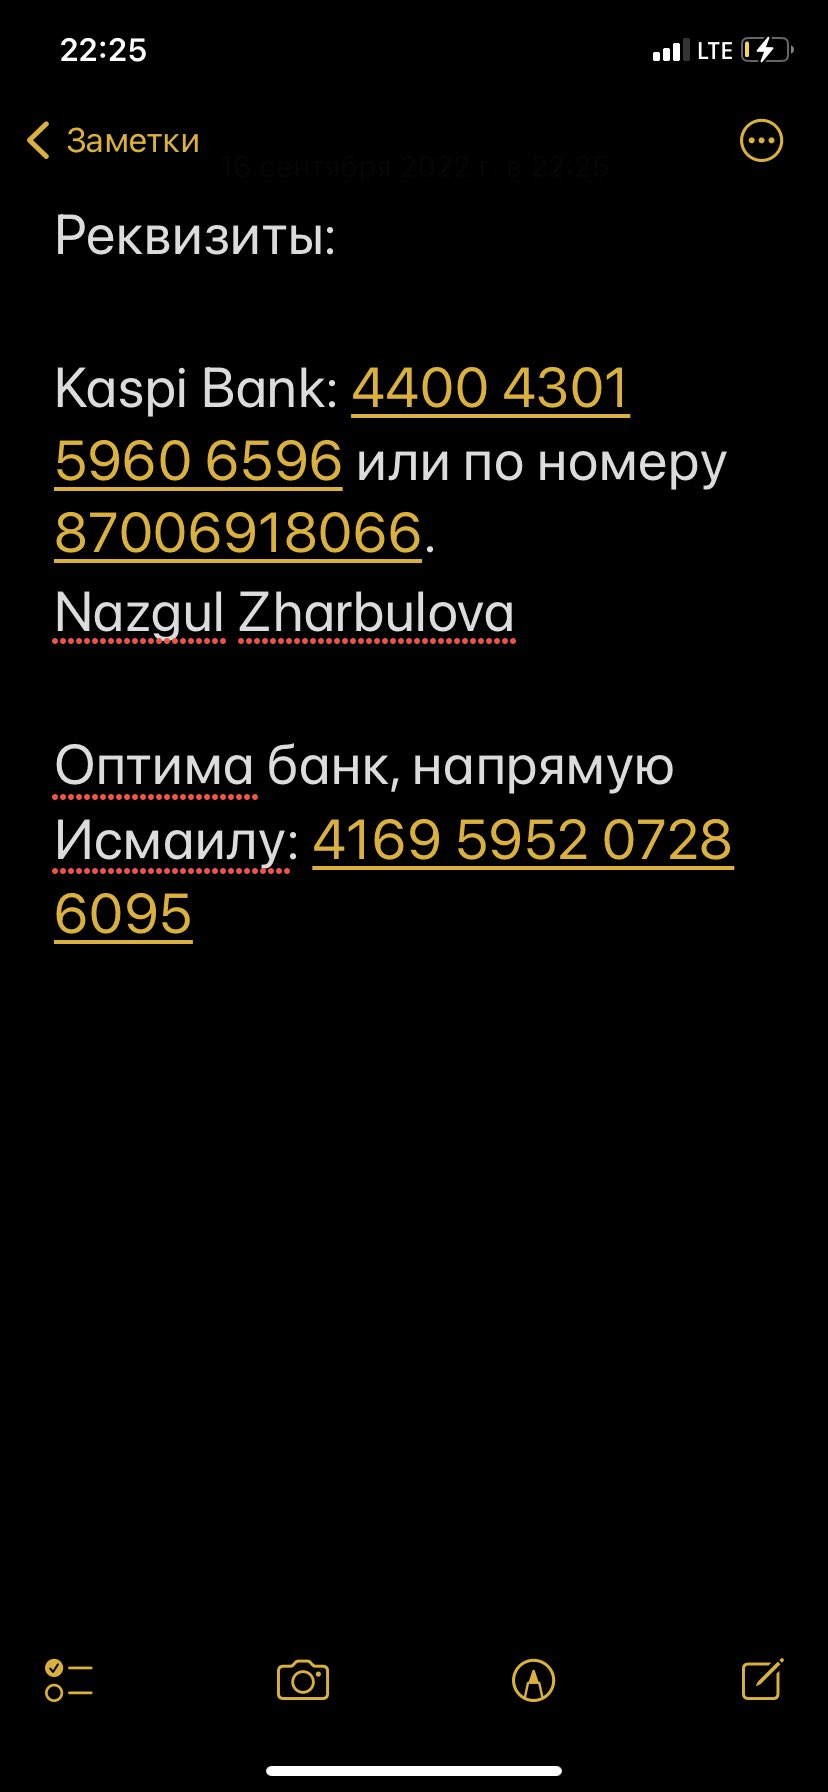 22:25
LTE
Заметки
16 сентября 2022 г. в 22:25
Реквизиты:
Kaspi Bank: 4400 4301
5960 6596 или по номеру
87006918066.
Nazgul Zharbulova
Оптима банк, напрямую
Исмаилу: 4169 5952 0728
6095